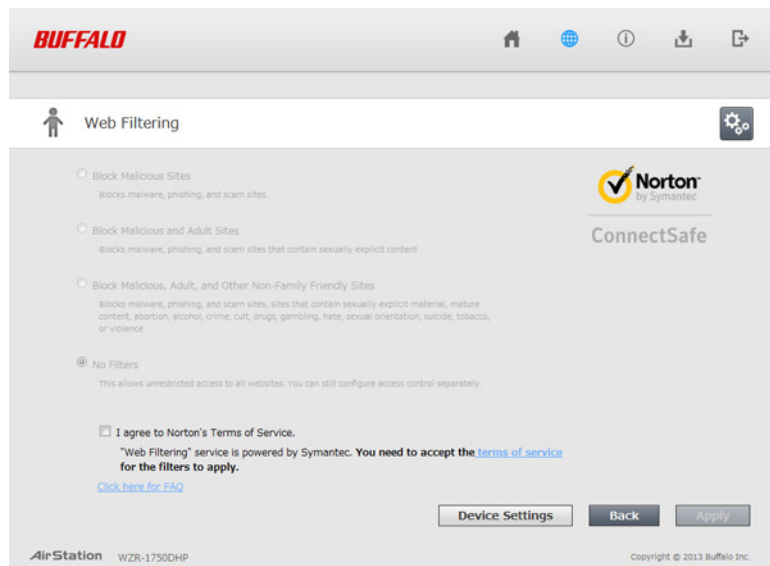 BUFFALO
Web Filtering
Block Malicious Sites
Blocks malware, phishing, and scam sites.
Norton
by Symantec
ConnectSafe
Block Malicious and Adult Sites
Blocks malware, phishing, and scam sites that contain sexually explicit content
Block Malicious, Adult, and Other Non-Family Friendly Sites
Blocks malware, phishing, and scam sites, sites that contain sexually explicit material, mature
content, abortion, alcohol, crime, cult, drugs, gambling, hate, sexual orientation, suicide, tobacco,
or violence
No Filters
This allows unrestricted access to all websites. You can still configure access control separately.
I agree to Norton's Terms of Service.
"Web Filtering" service is powered by Symantec. You need to accept the terms of service
for the filters to apply.
Click here for FAQ
Device Settings Back Apply
AirStation WZR-1750DHP Copyright © 2013 Buffalo Inc.